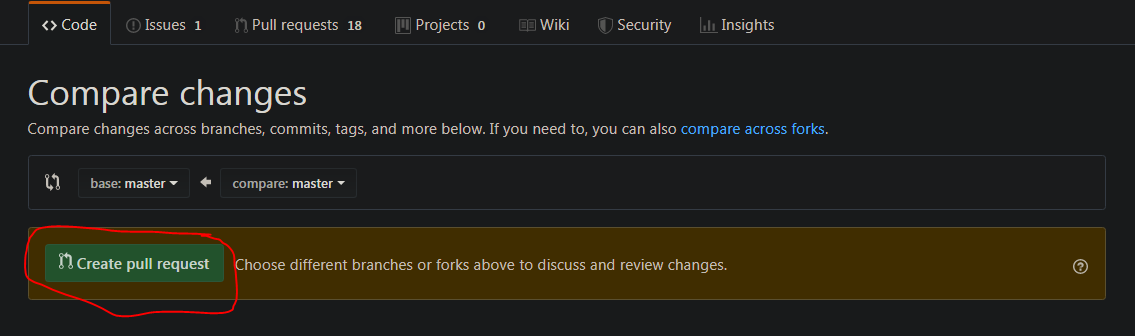 Code Issues 1 Pull requests 18 Projects 0 Wiki Security Insights
Compare changes
Compare changes across branches, commits, tags, and more below. If you need to, you can also compare across forks.
base: master compare: master
Create pull request Choose different branches or forks above to discuss and review changes.